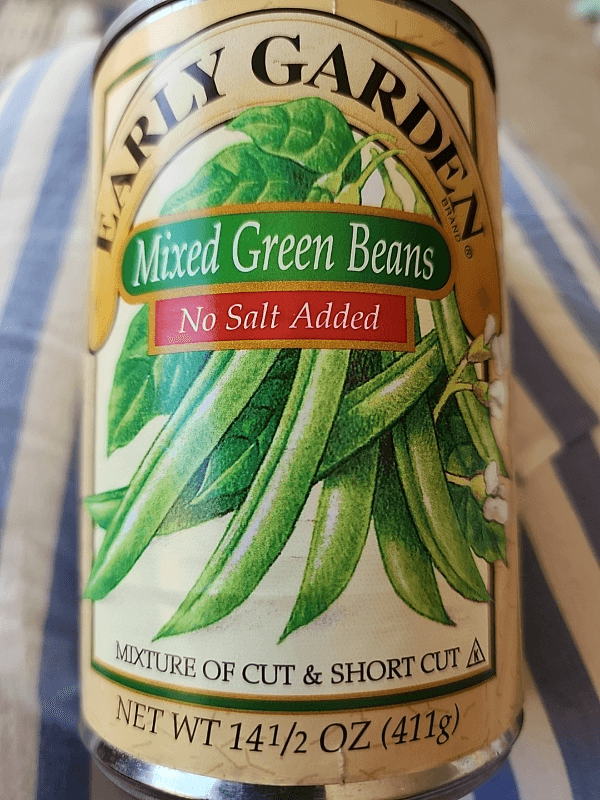 EARLY GARDEN
BRAND®
Mixed Green Beans
No Salt Added
MIXTURE OF CUT & SHORT CUT
NET WT 14 1/2 OZ (411g)